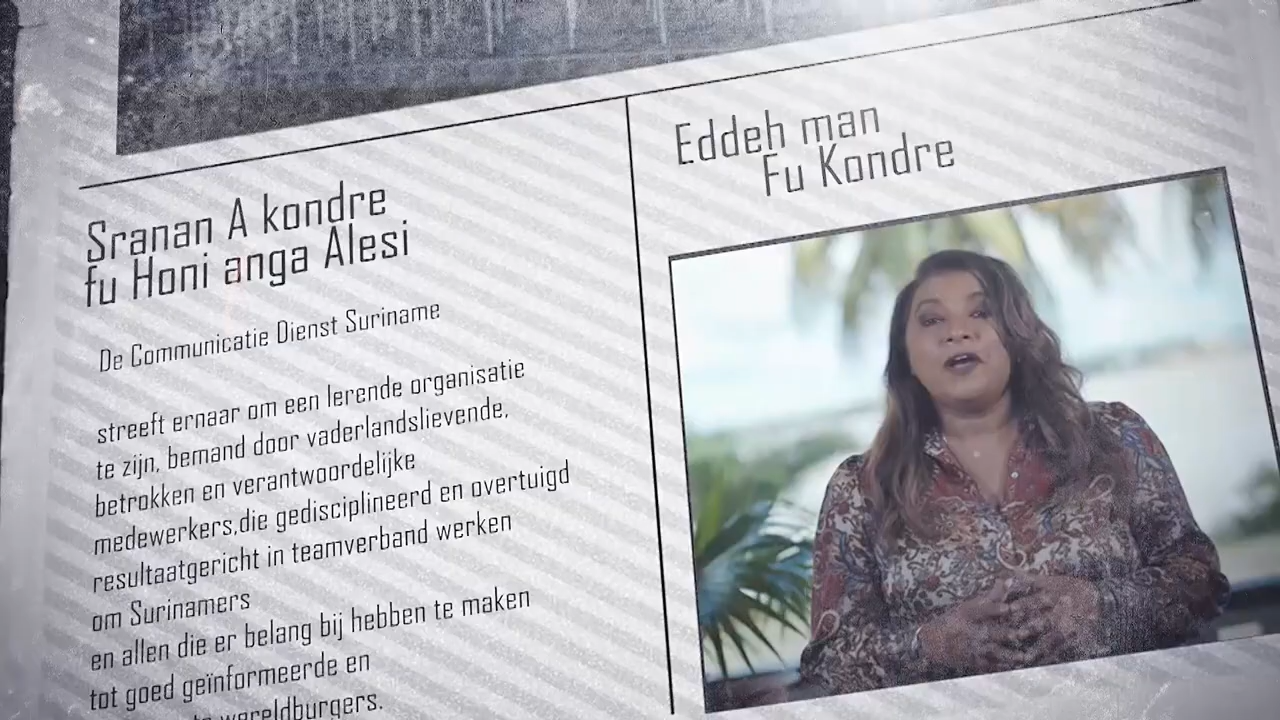 Sranan A kondre
fu Honi anga Alesi
De Communicatie Dienst Suriname
streeft ernaar om een lerende organisatie
te zijn, bemand door vaderlandslievende,
betrokken en verantwoordelijke
medewerkers,die gedisciplineerd en overtuigd
resultaatgericht in teamverband werken
om Surinamers
en allen die er belang bij hebben te maken
tot goed geïnformeerde en
wereldburgers.
Eddeh man
Fu Kondre